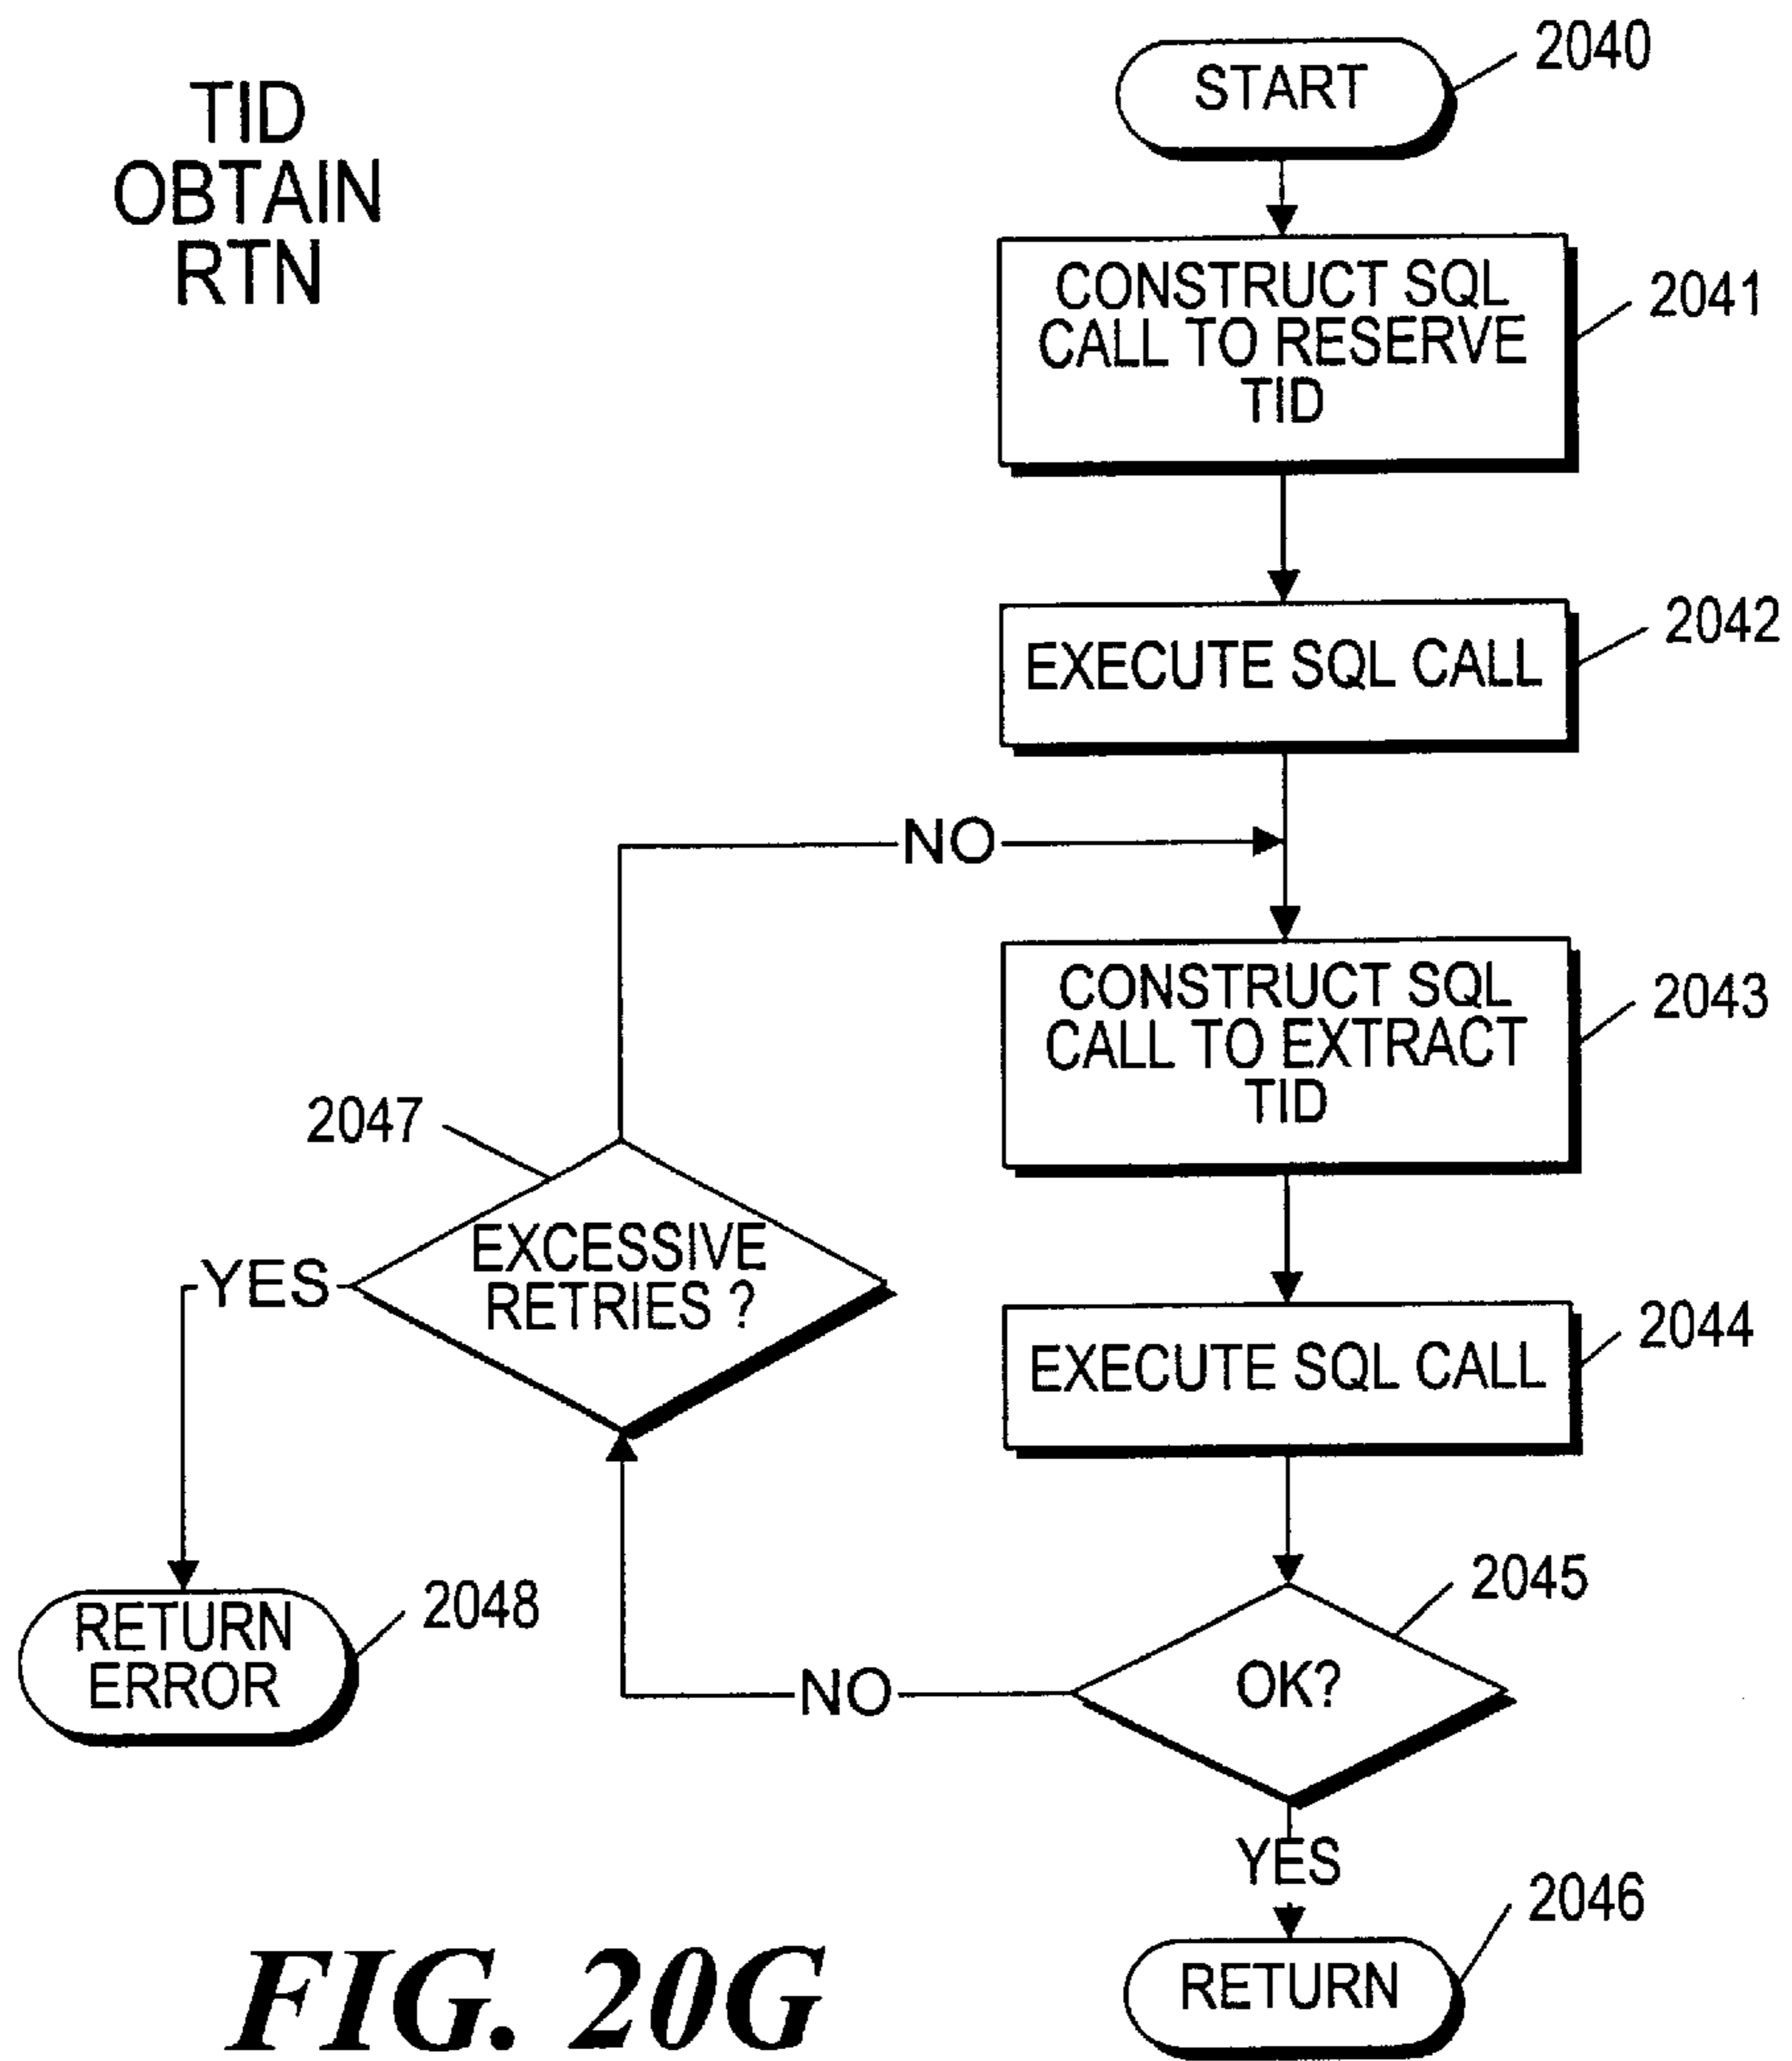 TID
OBTAIN
RTN
START
2040
CONSTRUCT SQL
CALL TO RESERVE
TID
2041
EXECUTE SQL CALL
2042
NO
CONSTRUCT SQL
CALL TO EXTRACT
TID
2043
2047
EXCESSIVE
RETRIES ?
YES
EXECUTE SQL CALL
2044
RETURN
ERROR
2048
NO
OK?
2045
YES
RETURN
2046
FIG. 20G